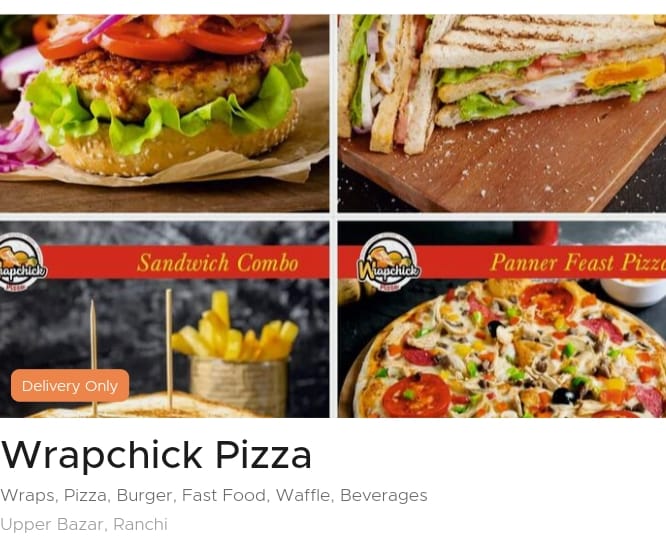 Wrapchick
Pizza
Sandwich Combo
Wrapchick
Pizza
Panner Feast Pizza
Delivery Only
Wrapchick Pizza
Wraps, Pizza, Burger, Fast Food, Waffle, Beverages
Upper Bazar, Ranchi